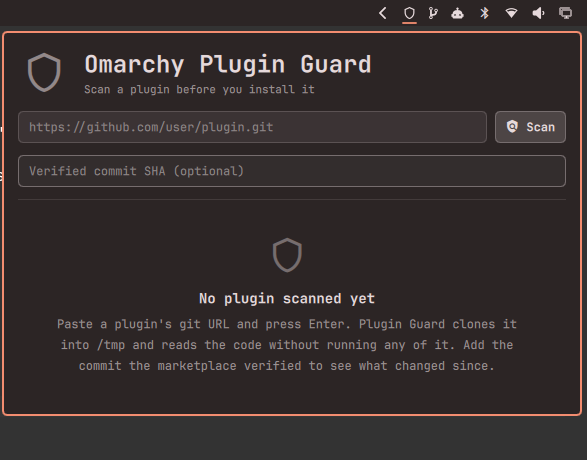 Omarchy Plugin Guard
Scan a plugin before you install it
https://github.com/user/plugin.git
Scan
Verified commit SHA (optional)
No plugin scanned yet
Paste a plugin's git URL and press Enter. Plugin Guard clones it
into /tmp and reads the code without running any of it. Add the
commit the marketplace verified to see what changed since.